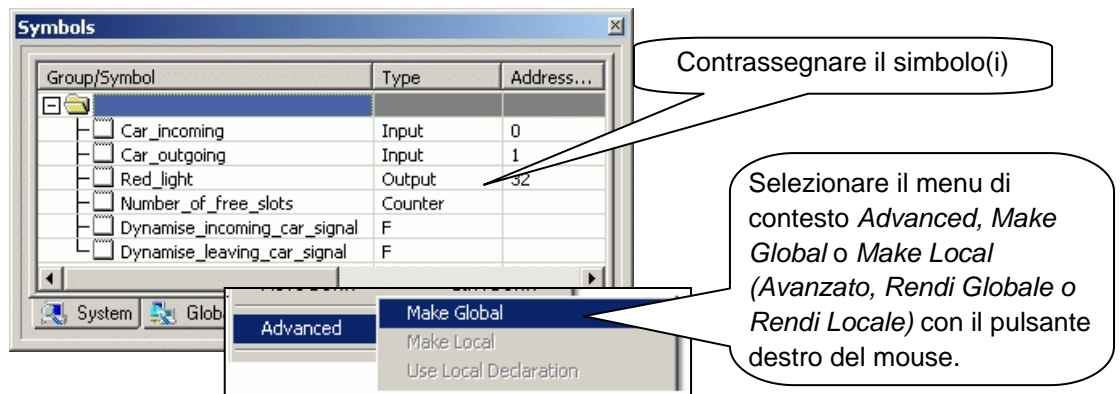 Symbols
Group/Symbol Type Address...
Car_incoming Input 0
Car_outgoing Input 1
Red_light Output 32
Number_of_free_slots Counter
Dynamise_incoming_car_signal F
Dynamise_leaving_car_signal F
System Glob
Advanced
Make Global
Make Local
Use Local Declaration
Contrassegnare il simbolo(i)
Selezionare il menu di
contesto Advanced, Make
Global o Make Local
(Avanzato, Rendi Globale o
Rendi Locale) con il pulsante
destro del mouse.